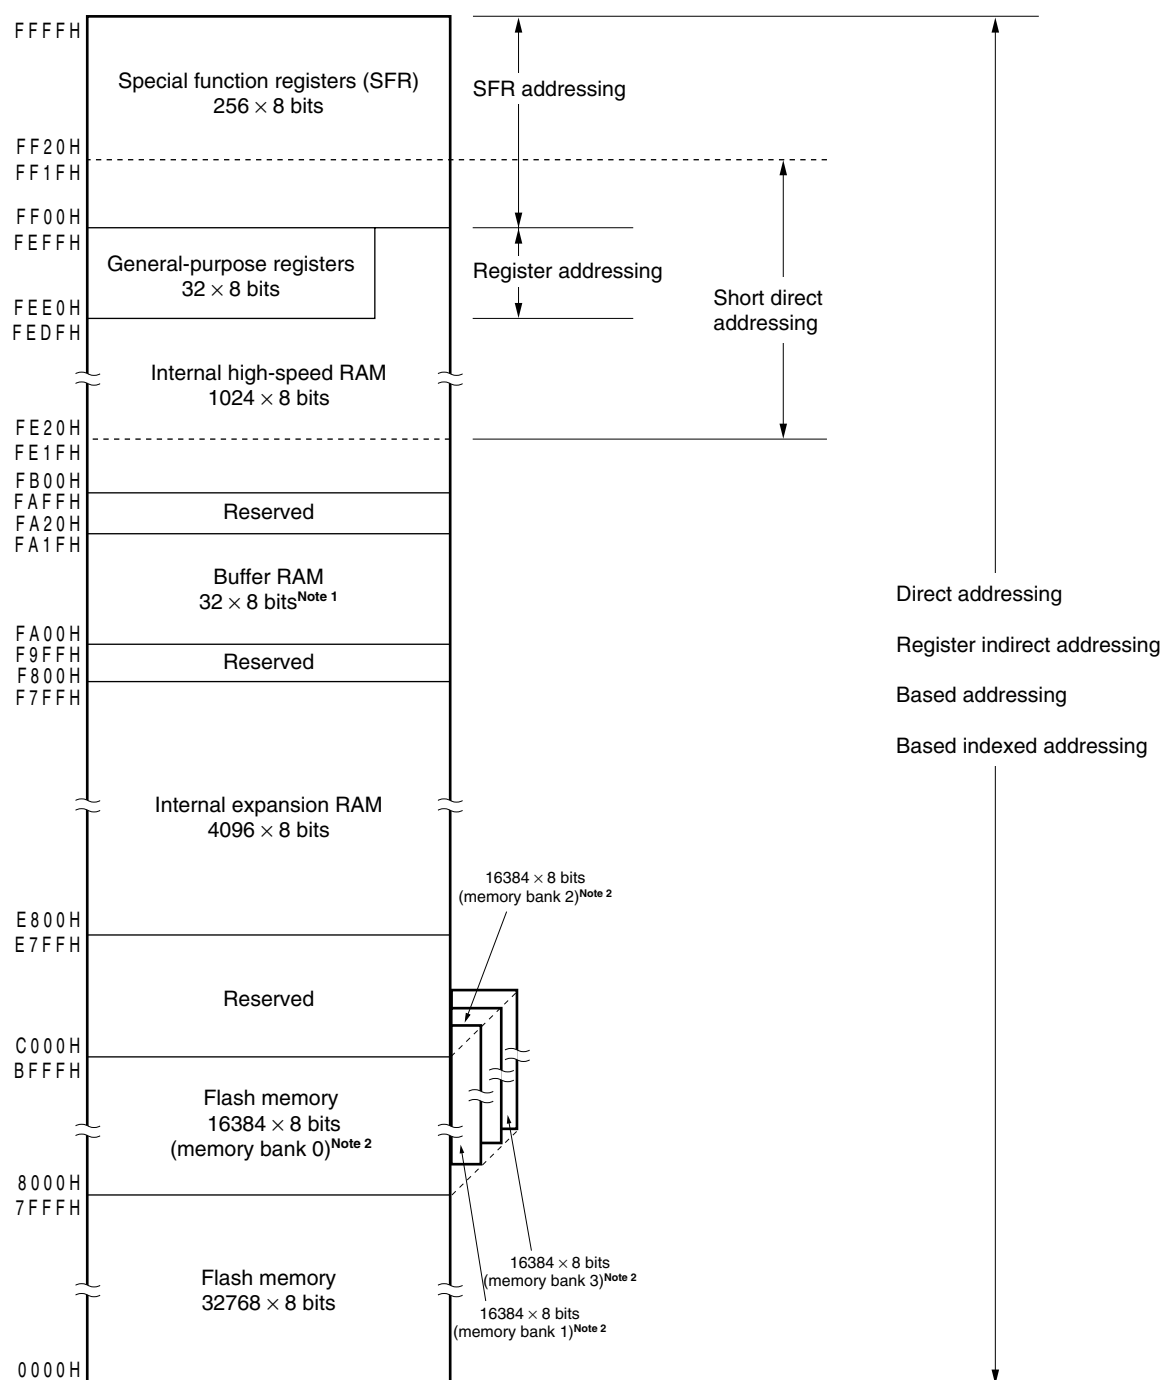 FFFFH
Special function registers (SFR)
256 × 8 bits
SFR addressing
FF20H
FF1FH
FF00H
FEFFH
General-purpose registers
32 × 8 bits
Register addressing
Short direct
addressing
FEE0H
FEDFH
Internal high-speed RAM
1024 × 8 bits
FE20H
FE1FH
FB00H
FAFFH
Reserved
FA20H
FA1FH
Buffer RAM
32 × 8 bitsNote 1
FA00H
F9FFH
Reserved
F800H
F7FFH
Direct addressing
Register indirect addressing
Based addressing
Based indexed addressing
Internal expansion RAM
4096 × 8 bits
16384 × 8 bits
(memory bank 2)Note 2
E800H
E7FFH
Reserved
C000H
BFFFH
Flash memory
16384 × 8 bits
(memory bank 0)Note 2
8000H
7FFFH
16384 × 8 bits
(memory bank 3)Note 2
Flash memory
32768 × 8 bits
16384 × 8 bits
(memory bank 1)Note 2
0000H